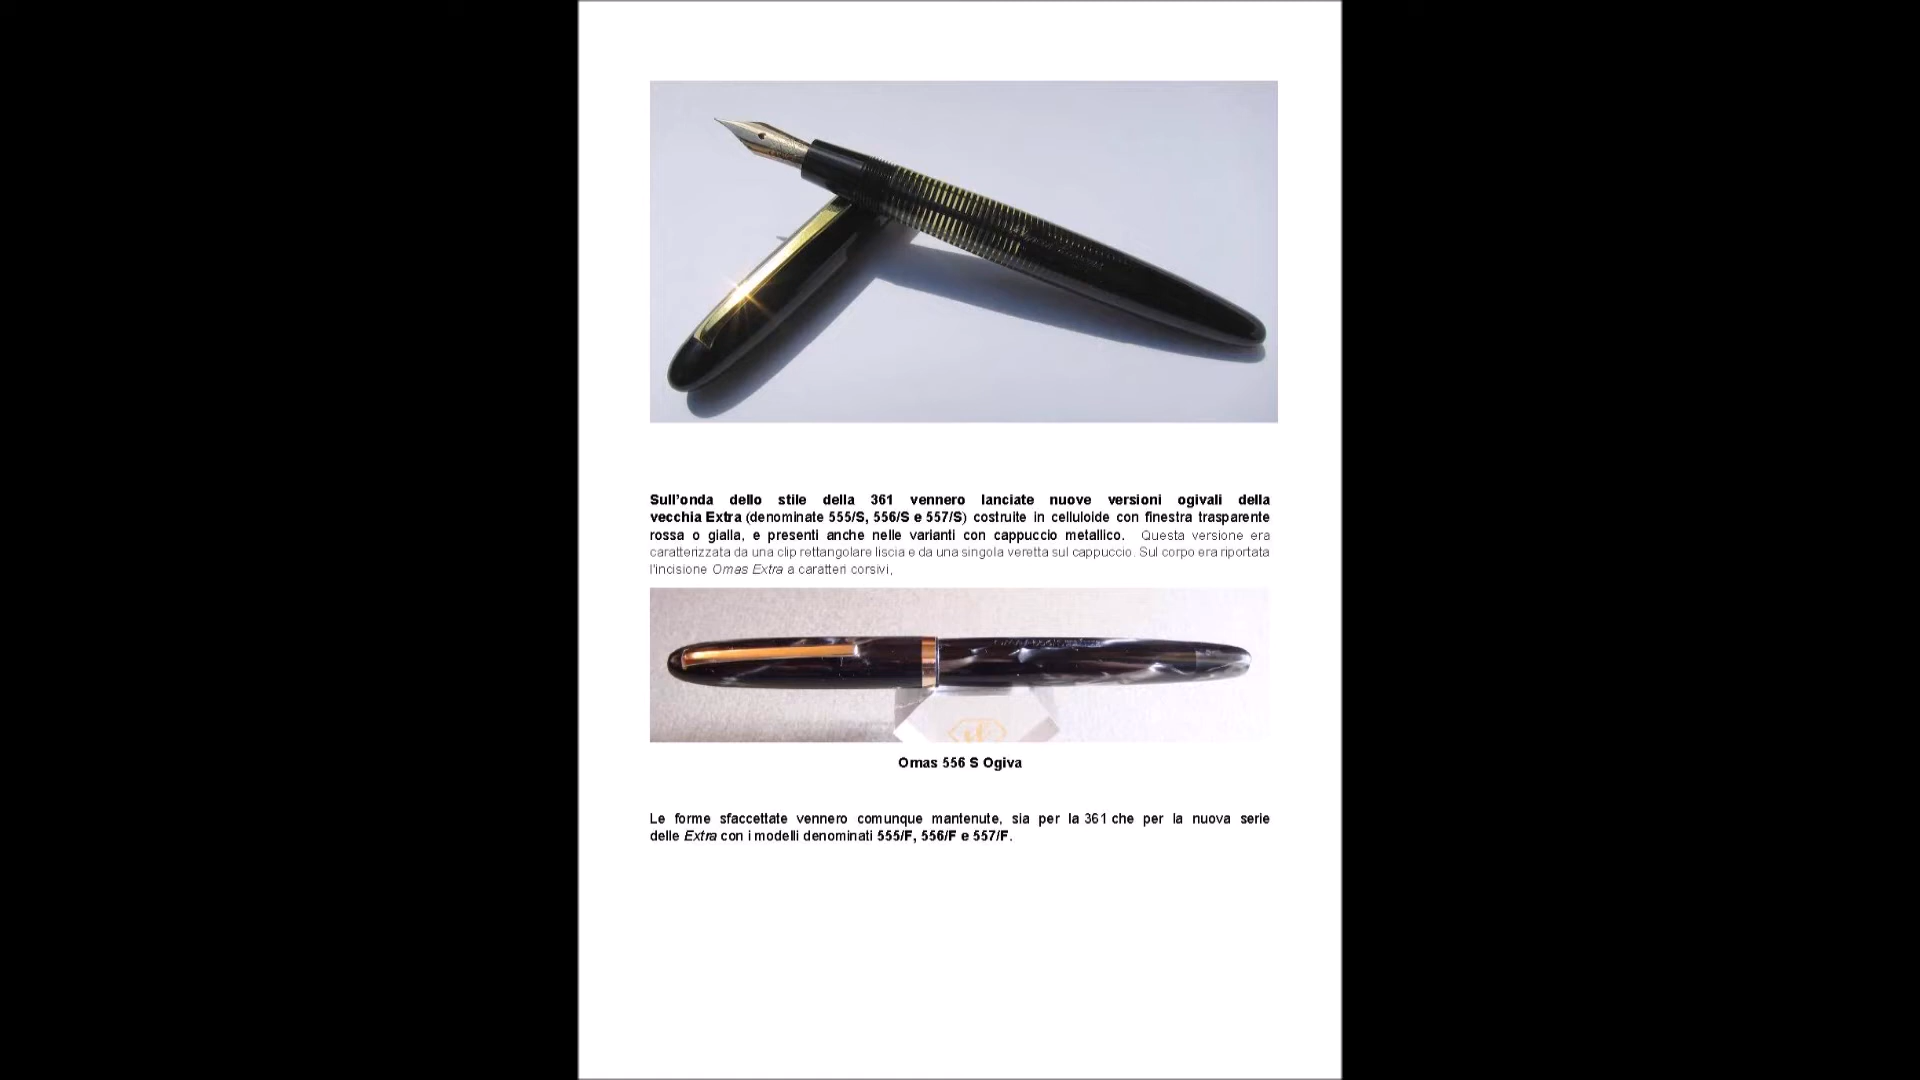 Sull'onda dello stile della 361 vennero lanciate nuove versioni ogivali della
vecchia Extra (denominate 555/S, 556/S e 557/S) costruite in celluloide con finestra trasparente
rossa o gialla, e presenti anche nelle varianti con cappuccio metallico. Questa versione era
caratterizzata da una clip rettangolare liscia e da una singola veretta sul cappuccio. Sul corpo era riportata
l'incisione Omas Extra a caratteri corsivi,
Omas 556 S Ogiva
Le forme sfaccettate vennero comunque mantenute, sia per la 361 che per la nuova serie
delle Extra con i modelli denominati 555/F, 556/F e 557/F.